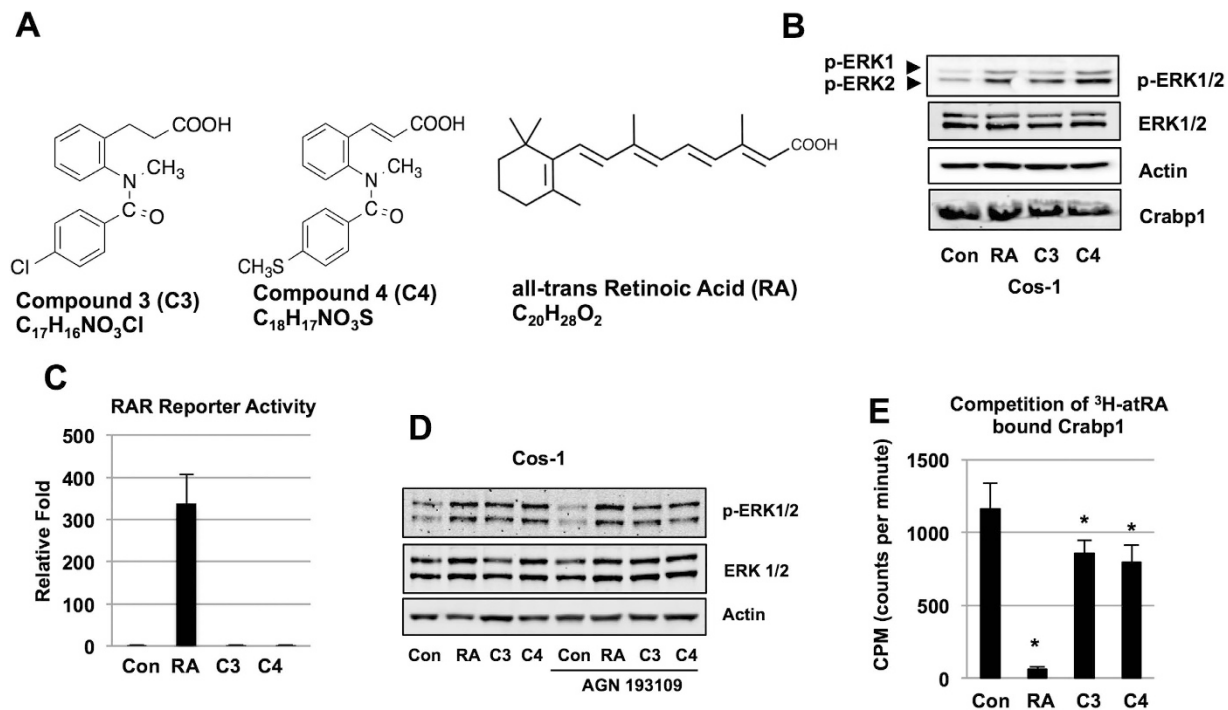 A
COOH
CH₃
N
C=O
Cl
Compound 3 (C3)
C₁₇H₁₆NO₃Cl
COOH
CH₃
N
C=O
CH₃S
Compound 4 (C4)
C₁₈H₁₇NO₃S
COOH
all-trans Retinoic Acid (RA)
C₂₀H₂₈O₂
B
p-ERK1
p-ERK2
p-ERK1/2
ERK1/2
Actin
Crabp1
Con RA C3 C4
Cos-1
C
RAR Reporter Activity
Relative Fold
500
400
300
200
100
0
Con RA C3 C4
D
Cos-1
p-ERK1/2
ERK 1/2
Actin
Con RA C3 C4 Con RA C3 C4
AGN 193109
E
Competition of ³H-atRA
bound Crabp1
CPM (counts per minute)
1500
1000
500
0
* * *
Con RA C3 C4